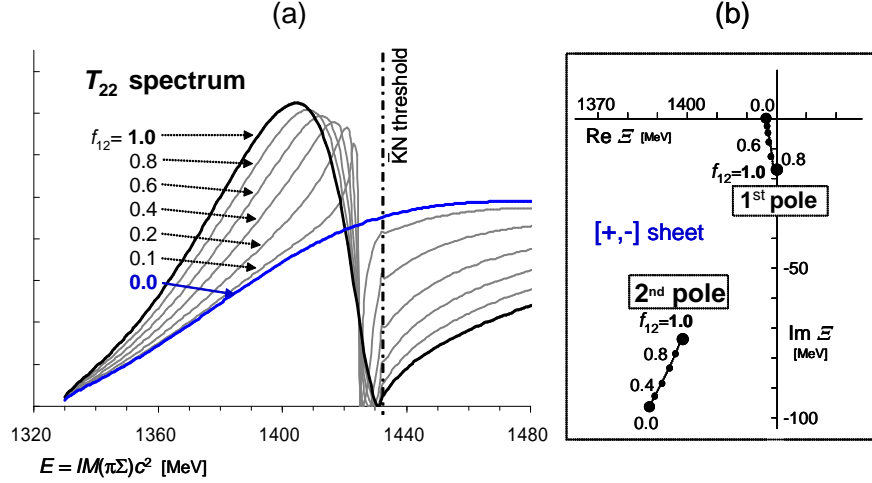 (a)
T22 spectrum
f12= 1.0
0.8
0.6
0.4
0.2
0.1
0.0
K̄N threshold
1320
1360
1400
1440
1480
E = IM(πΣ)c² [MeV]
(b)
1370
1400
0.0
Re Ξ [MeV]
0.6
0.8
f12=1.0
1st pole
[+,-] sheet
-50
2nd pole
f12=1.0
Im Ξ
0.8
[MeV]
0.4
0.0
-100